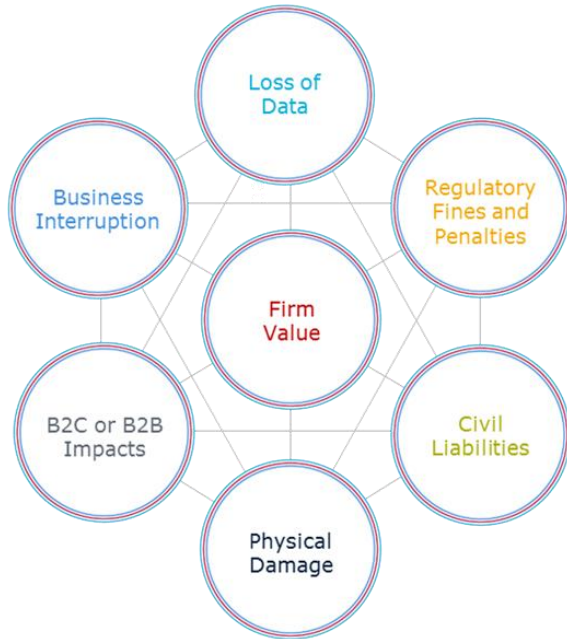 Loss of
Data
Business
Interruption
Regulatory
Fines and
Penalties
Firm
Value
B2C or B2B
Impacts
Civil
Liabilities
Physical
Damage